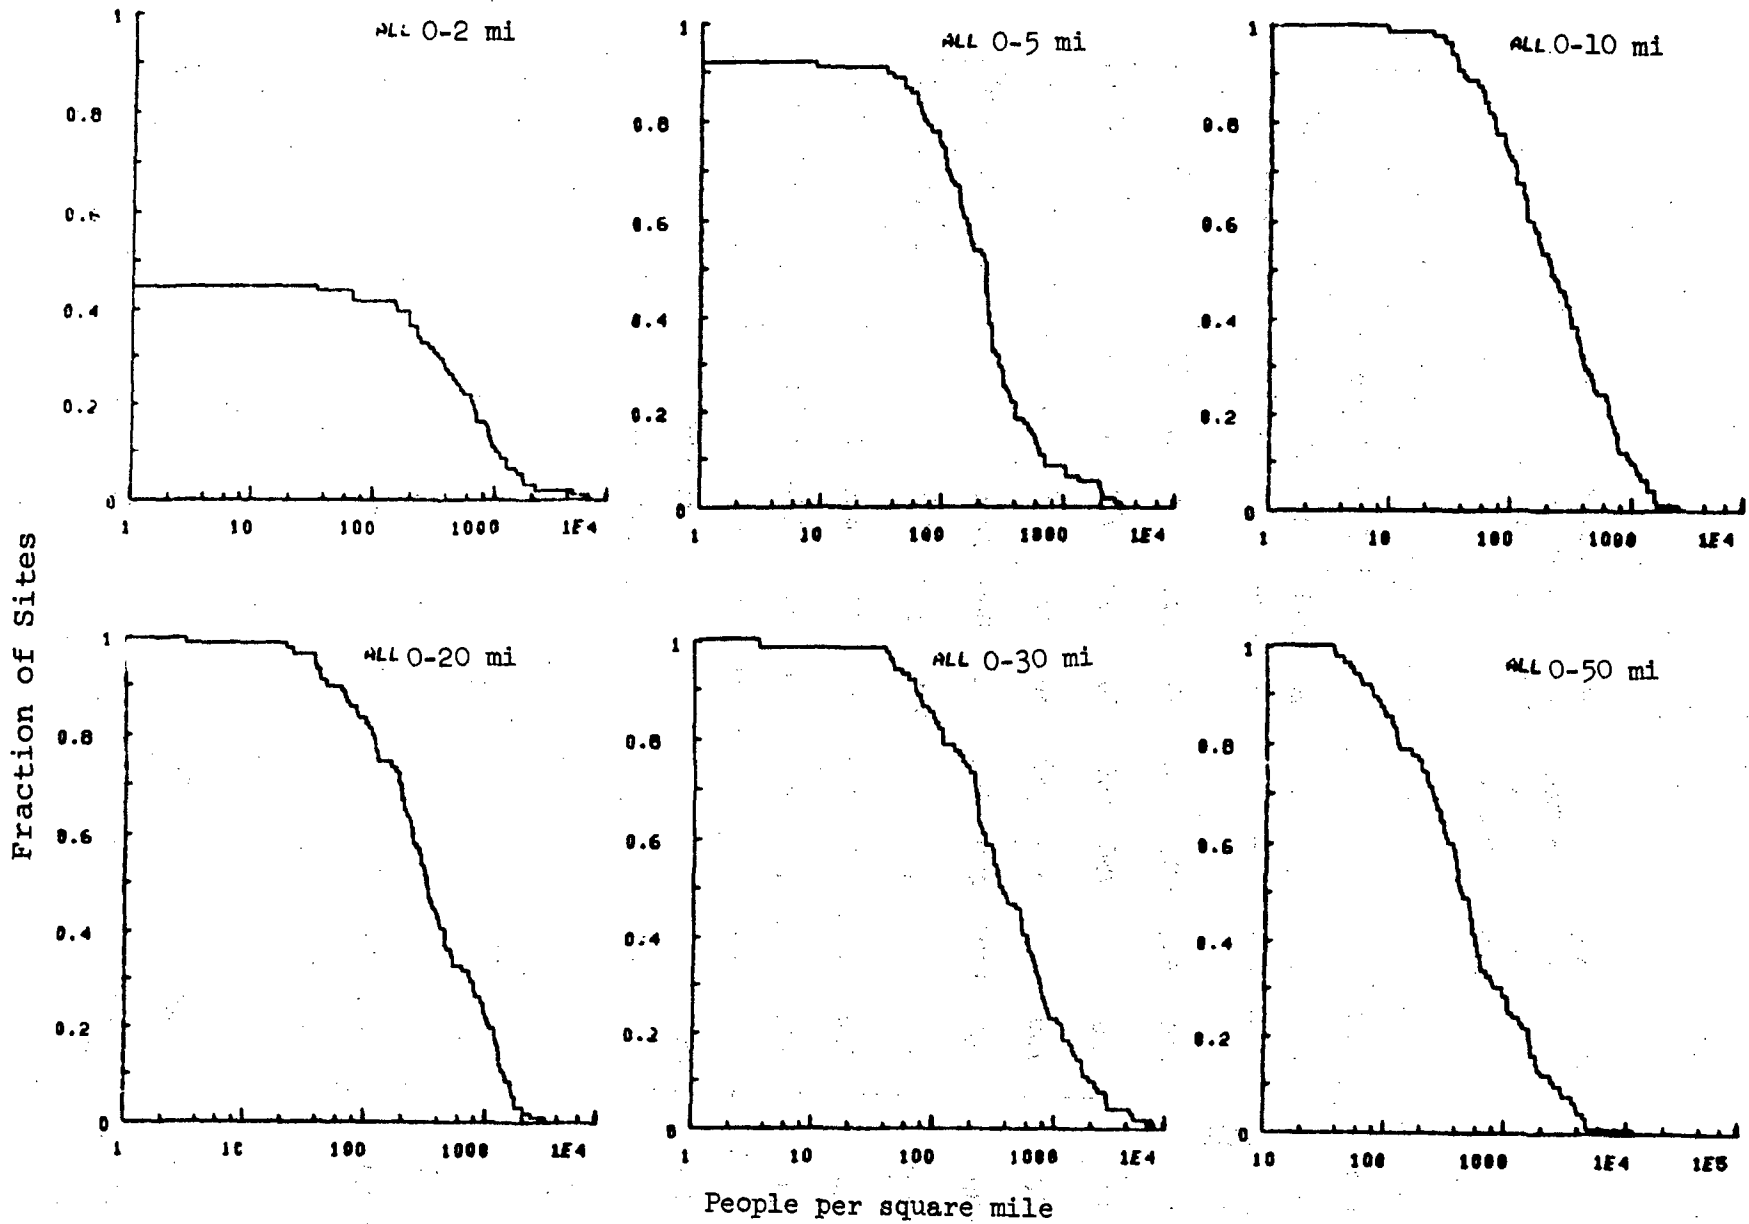 Fraction of Sites
ALL 0-2 mi
1
0.8
0.6
0.4
0.2
0
1 10 100 1000 1E4
ALL 0-5 mi
1
0.8
0.6
0.4
0.2
0
1 10 100 1000 1E4
ALL 0-10 mi
1
0.8
0.6
0.4
0.2
0
1 10 100 1000 1E4
ALL 0-20 mi
1
0.8
0.6
0.4
0.2
0
1 10 100 1000 1E4
ALL 0-30 mi
1
0.8
0.6
0.4
0.2
0
1 10 100 1000 1E4
ALL 0-50 mi
1
0.8
0.6
0.4
0.2
0
10 100 1000 1E4 1E5
People per square mile